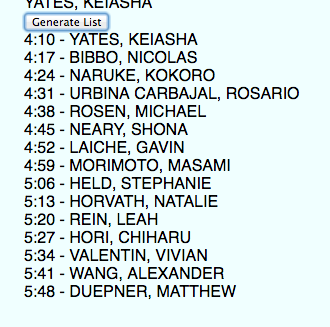 YATES, KEIASHA
Generate List
4:10 - YATES, KEIASHA
4:17 - BIBBO, NICOLAS
4:24 - NARUKE, KOKORO
4:31 - URBINA CARBAJAL, ROSARIO
4:38 - ROSEN, MICHAEL
4:45 - NEARY, SHONA
4:52 - LAICHE, GAVIN
4:59 - MORIMOTO, MASAMI
5:06 - HELD, STEPHANIE
5:13 - HORVATH, NATALIE
5:20 - REIN, LEAH
5:27 - HORI, CHIHARU
5:34 - VALENTIN, VIVIAN
5:41 - WANG, ALEXANDER
5:48 - DUEPNER, MATTHEW